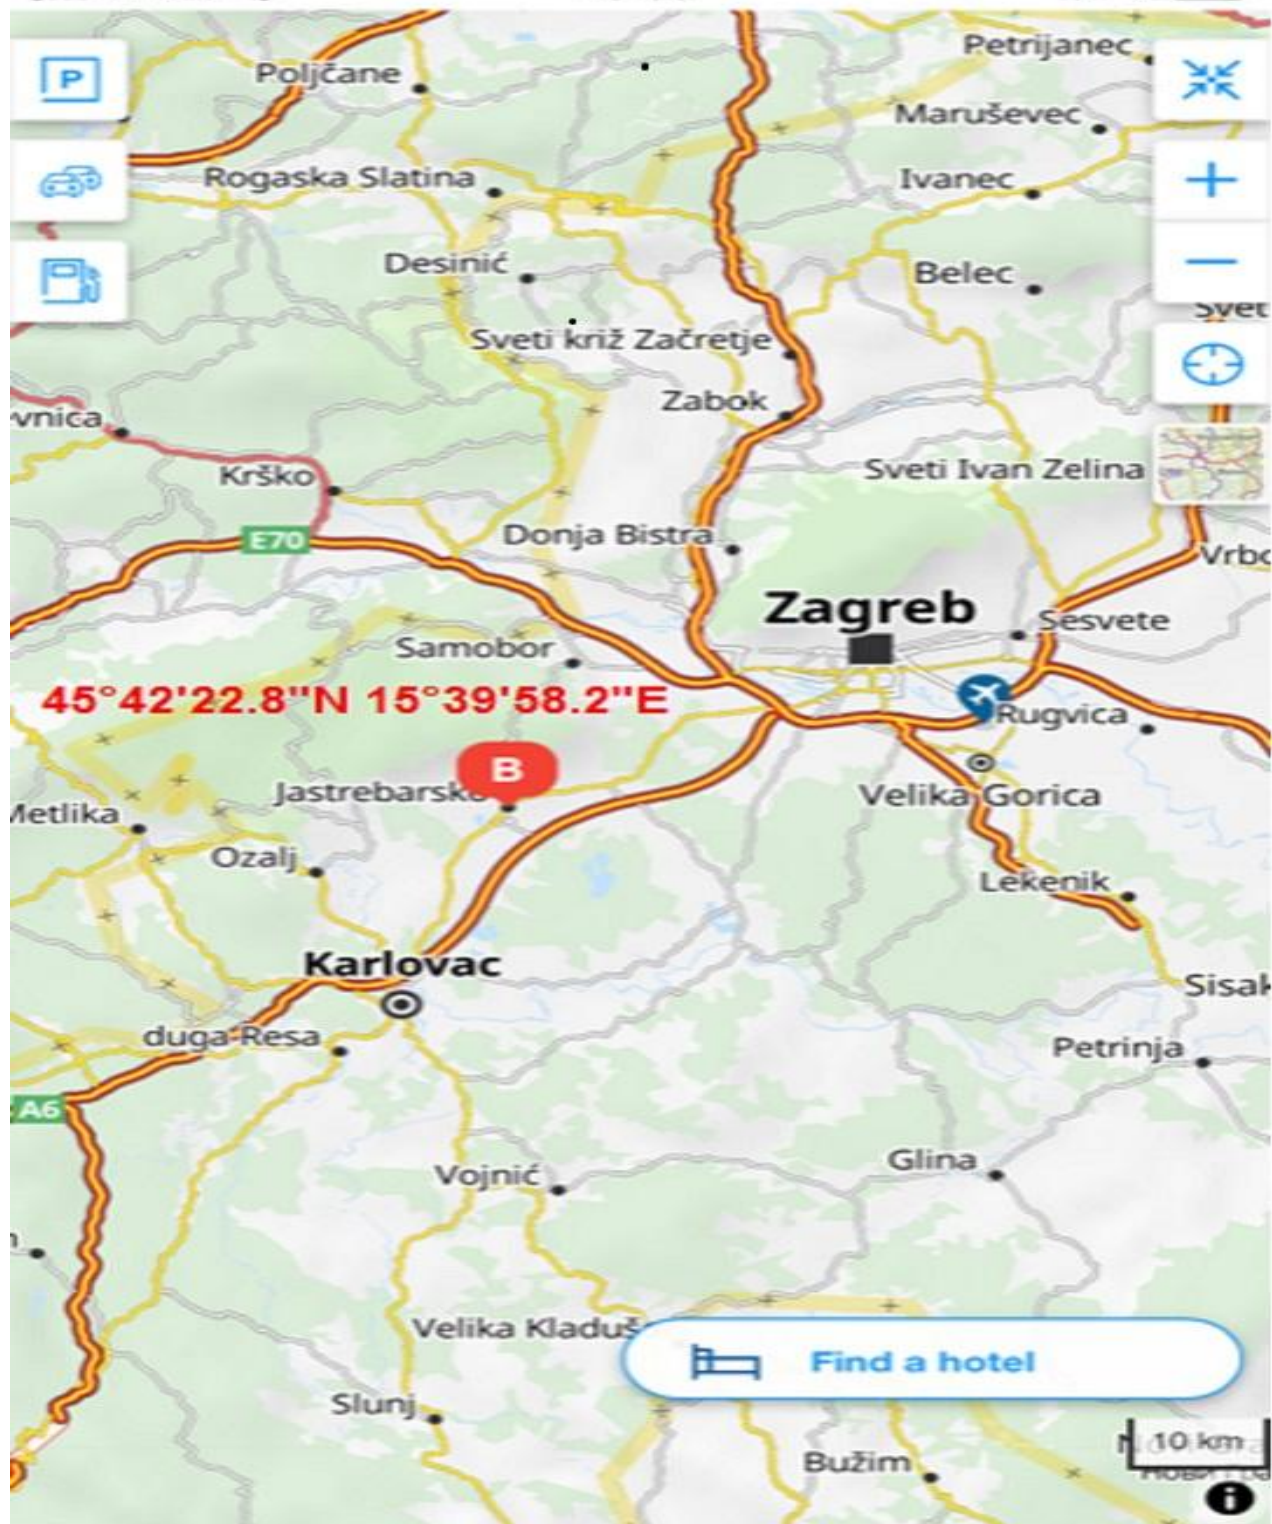 Petrijanec
Poljčane
P
Maruševec
Rogaska Slatina
Ivanec
Desinić
Belec
Svet
Sveti križ Začretje
Zabok
vnica
Krško
Sveti Ivan Zelina
E70
Donja Bistra
Vrbo
Zagreb
Sesvete
Samobor
45°42'22.8"N 15°39'58.2"E
Rugvica
B
Jastrebarsko
Metlika
Velika Gorica
Ozalj
Lekenik
Karlovac
Sisak
duga Resa
Petrinja
A6
Glina
Vojnić
Velika Kladuš
Find a hotel
Slunj
10 km
Bužim